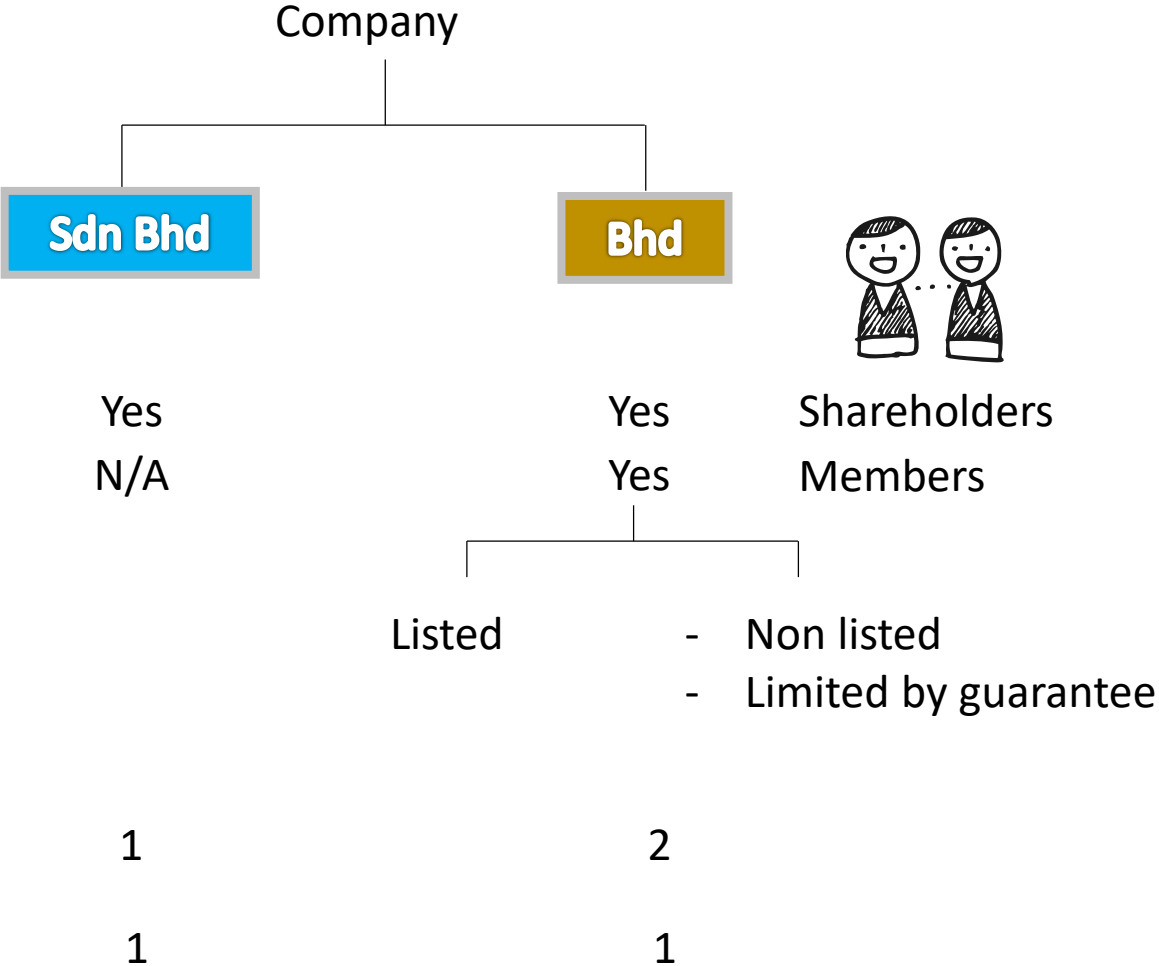 Company
Sdn Bhd
Bhd
Yes Yes Shareholders
N/A Yes Members
Listed - Non listed
- Limited by guarantee
1 2
1 1